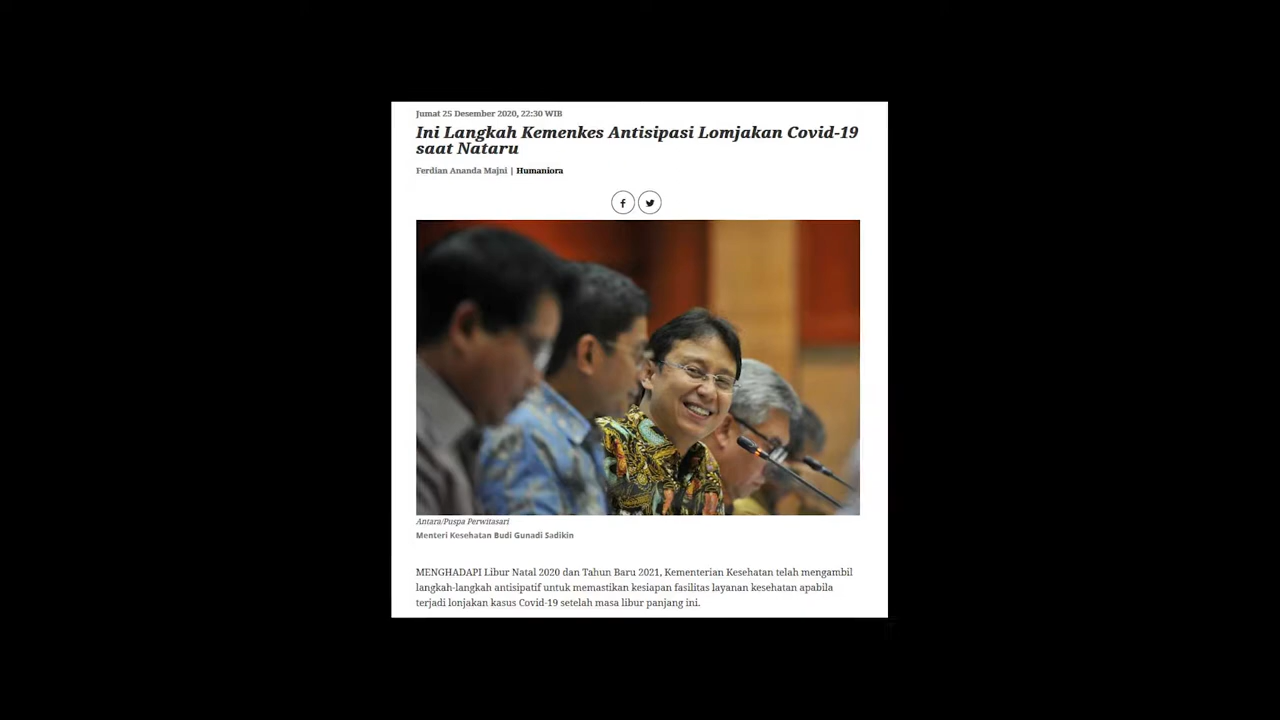 Jumat 25 Desember 2020, 22:30 WIB
Ini Langkah Kemenkes Antisipasi Lomjakan Covid-19
saat Nataru
Ferdian Ananda Majni | Humaniora
Antara/Puspa Perwitasari
Menteri Kesehatan Budi Gunadi Sadikin
MENGHADAPI Libur Natal 2020 dan Tahun Baru 2021, Kementerian Kesehatan telah mengambil
langkah-langkah antisipatif untuk memastikan kesiapan fasilitas layanan kesehatan apabila
terjadi lonjakan kasus Covid-19 setelah masa libur panjang ini.